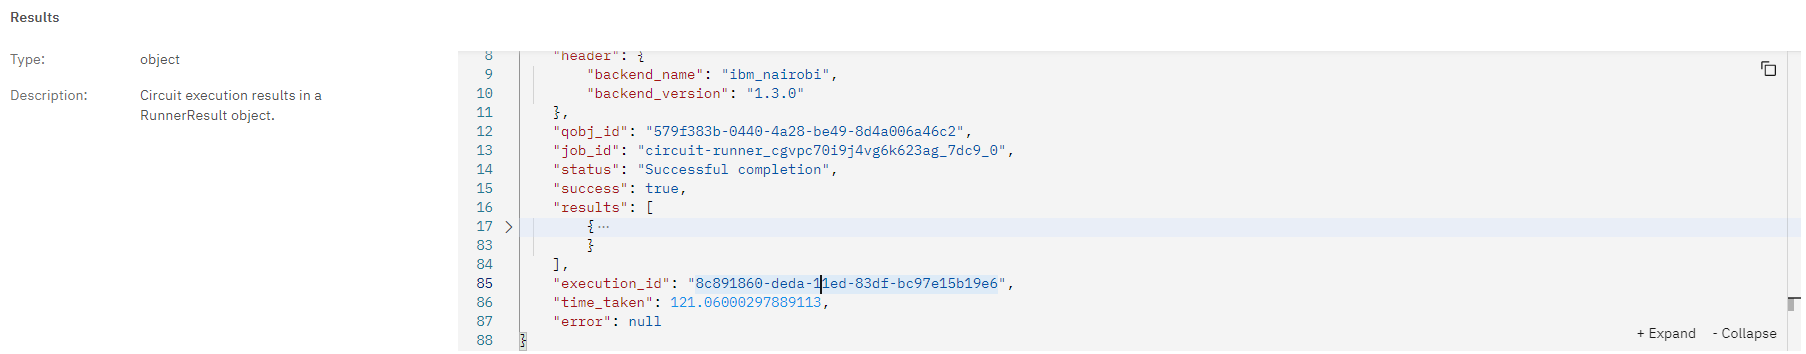 Results
Type: object
Description: Circuit execution results in a
RunnerResult object.
8 "header": {
9 "backend_name": "ibm_nairobi",
10 "backend_version": "1.3.0"
11 },
12 "qobj_id": "579f383b-0440-4a28-be49-8d4a006a46c2",
13 "job_id": "circuit-runner_cgvpc70i9j4vg6k623ag_7dc9_0",
14 "status": "Successful completion",
15 "success": true,
16 "results": [
17 {···
83 }
84 ],
85 "execution_id": "8c891860-deda-11ed-83df-bc97e15b19e6",
86 "time_taken": 121.06000297889113,
87 "error": null
88 }
+ Expand - Collapse